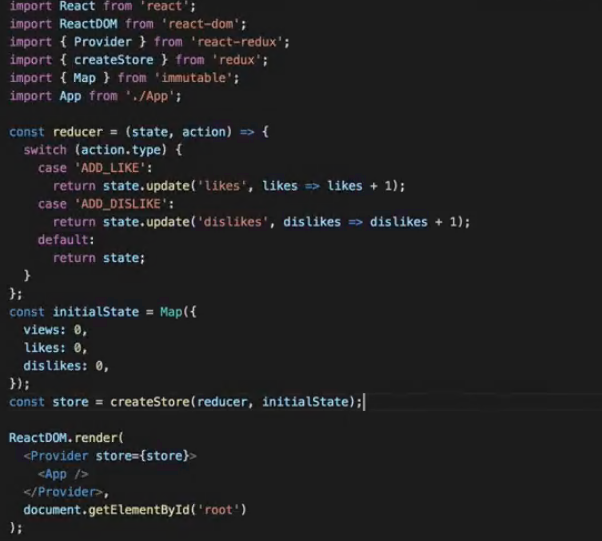 import React from 'react';
import ReactDOM from 'react-dom';
import { Provider } from 'react-redux';
import { createStore } from 'redux';
import { Map } from 'immutable';
import App from './App';
const reducer = (state, action) => {
  switch (action.type) {
    case 'ADD_LIKE':
      return state.update('likes', likes => likes + 1);
    case 'ADD_DISLIKE':
      return state.update('dislikes', dislikes => dislikes + 1);
    default:
      return state;
  }
};
const initialState = Map({
  views: 0,
  likes: 0,
  dislikes: 0,
});
const store = createStore(reducer, initialState);
ReactDOM.render(
  <Provider store={store}>
    <App />
  </Provider>,
  document.getElementById('root')
);